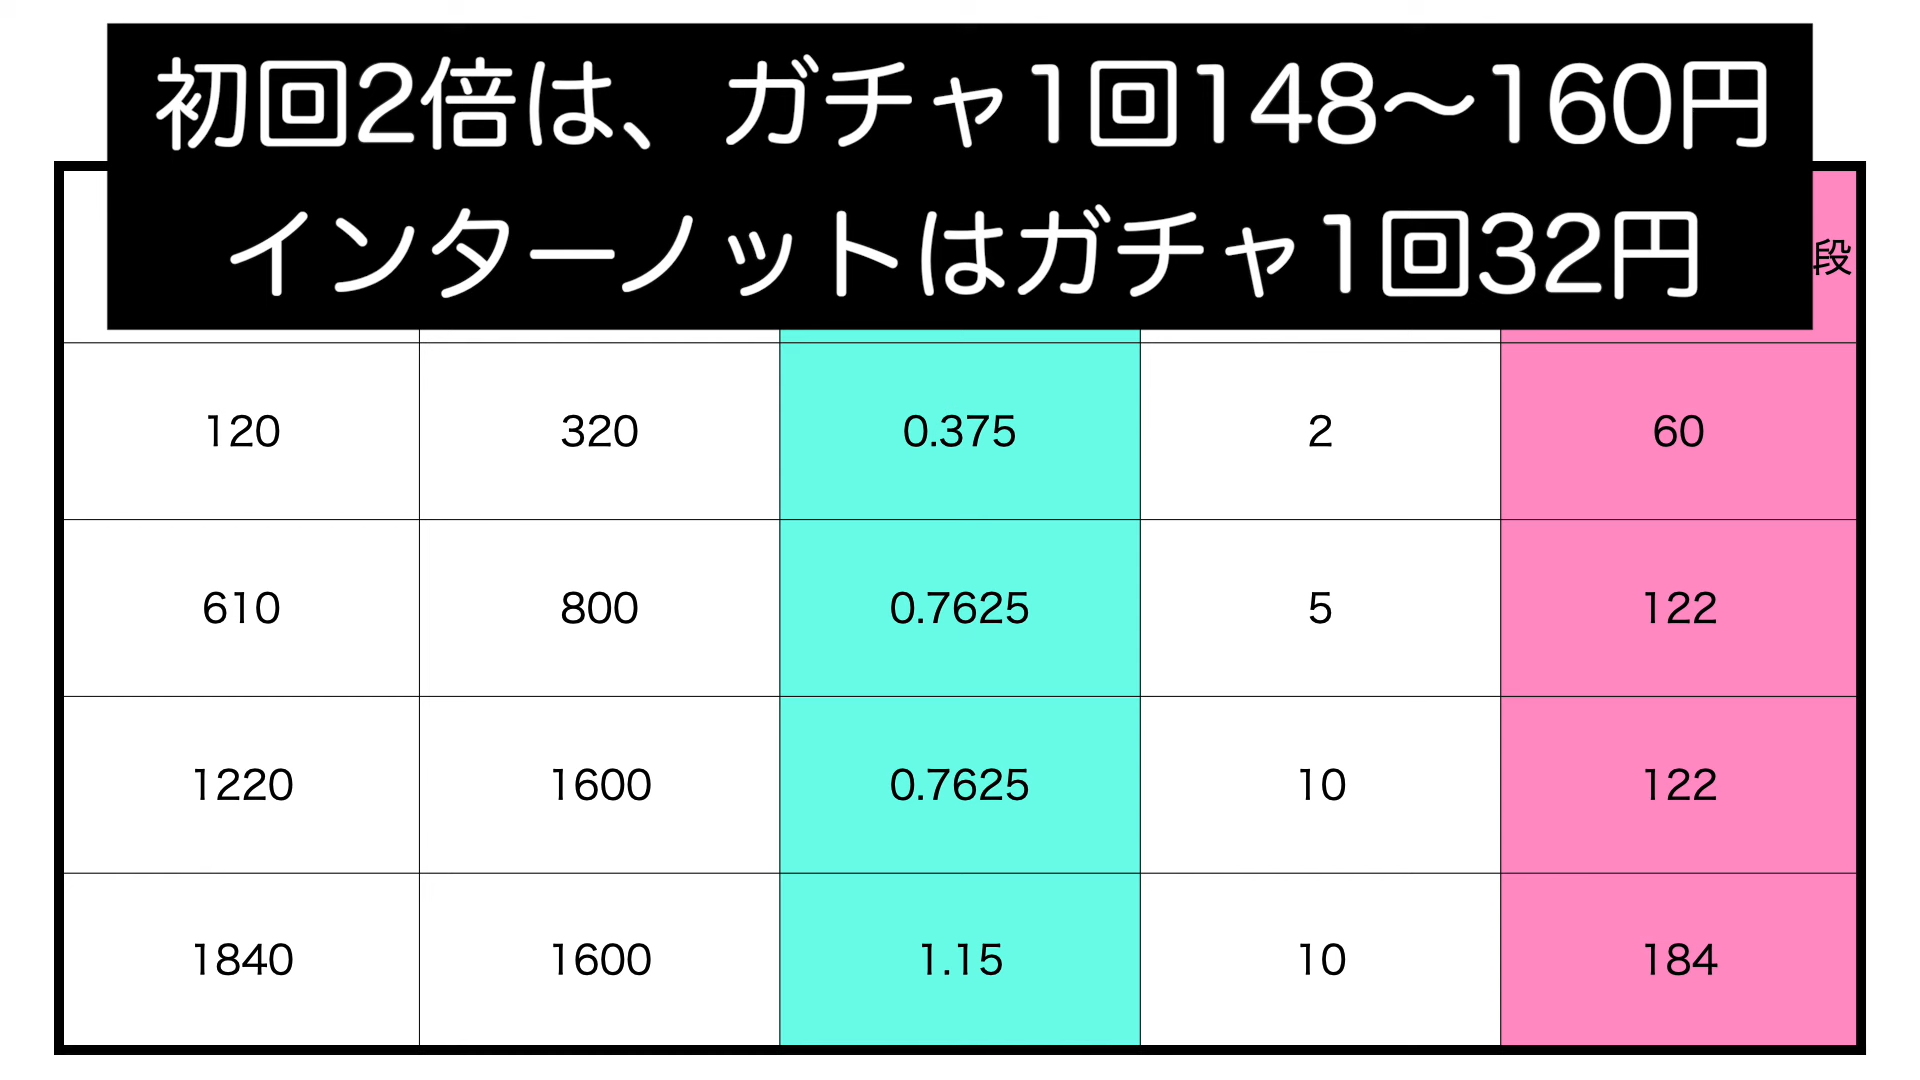 初回2倍は、ガチャ1回148〜160円
インターノットはガチャ1回32円
段
120 320 0.375 2 60
610 800 0.7625 5 122
1220 1600 0.7625 10 122
1840 1600 1.15 10 184